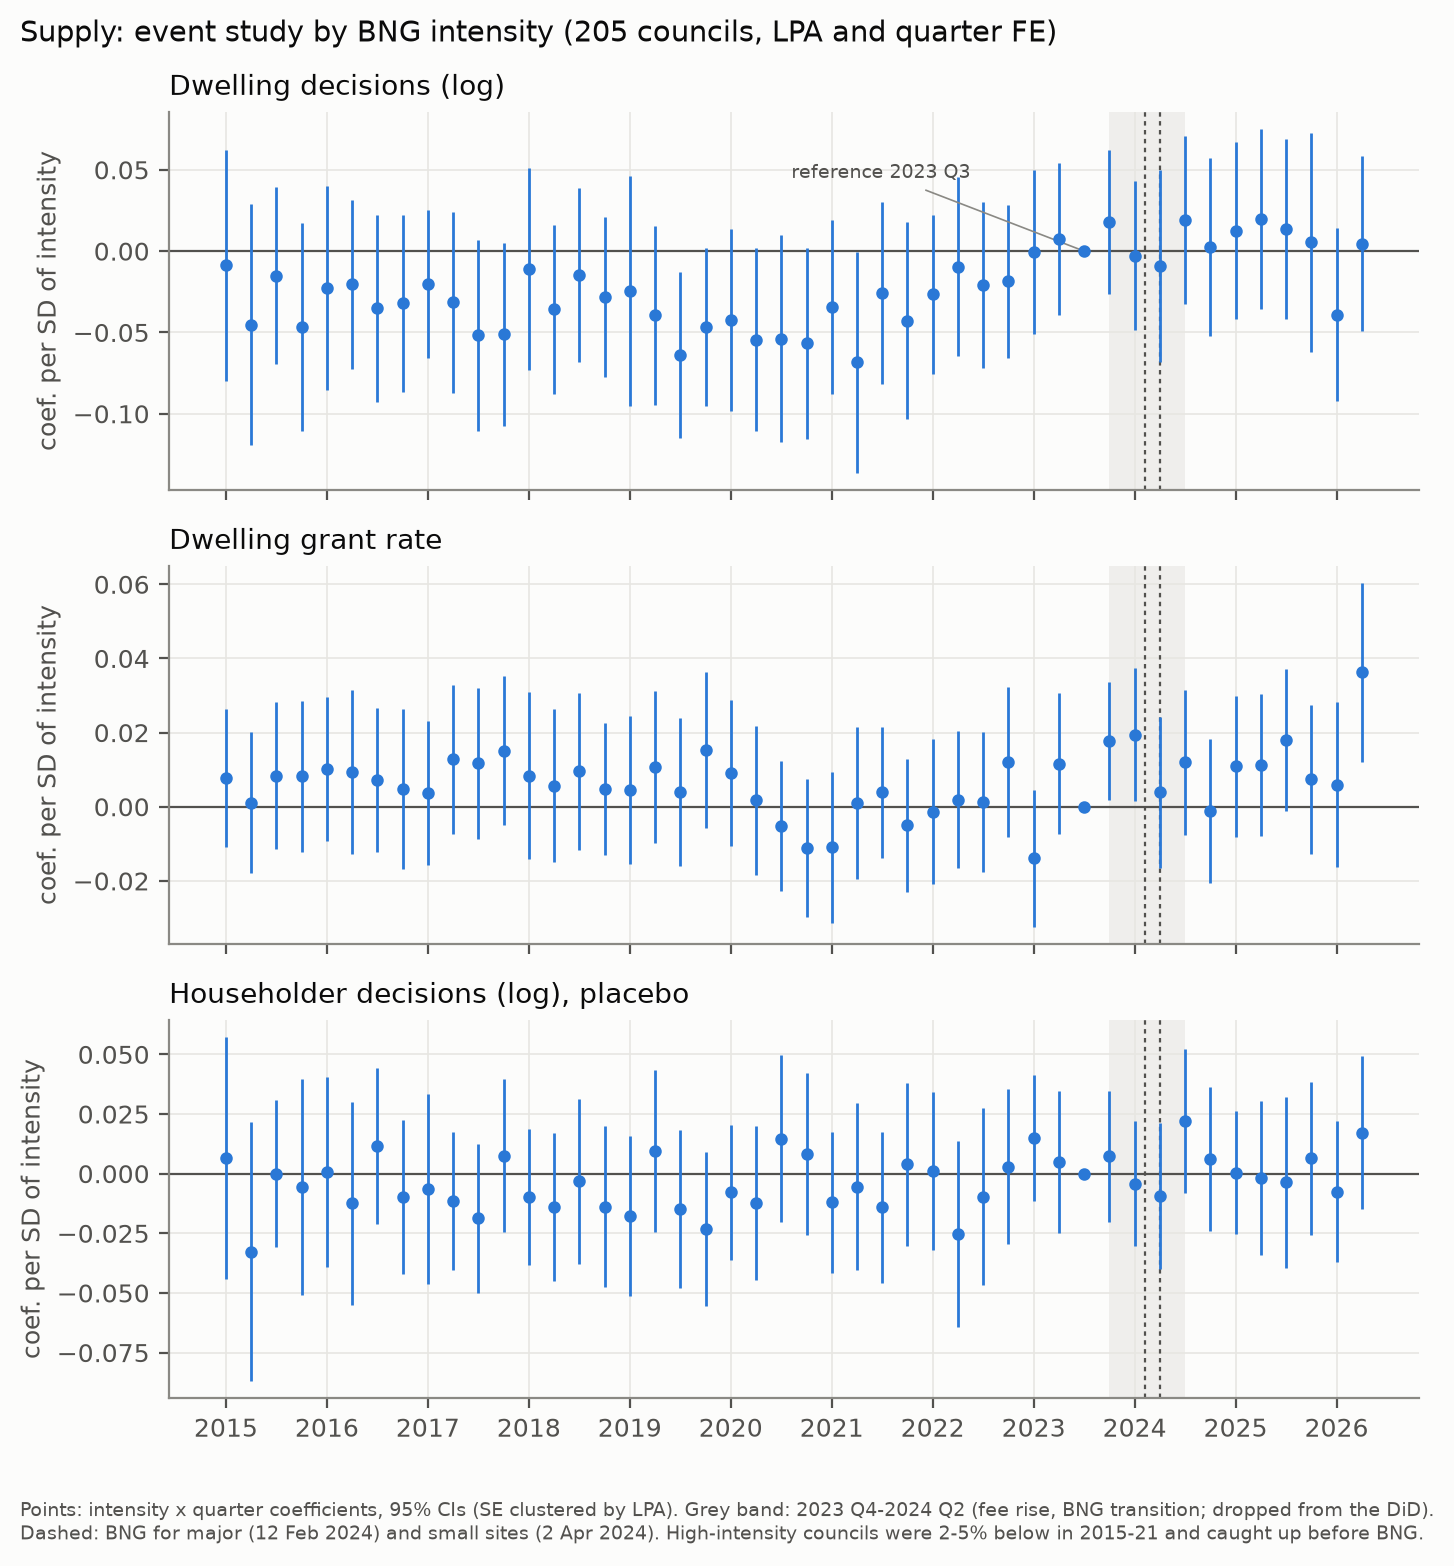 Supply: event study by BNG intensity (205 councils, LPA and quarter FE)
Dwelling decisions (log)
coef. per SD of intensity
0.05
0.00
−0.05
−0.10
reference 2023 Q3
Dwelling grant rate
coef. per SD of intensity
0.06
0.04
0.02
0.00
−0.02
Householder decisions (log), placebo
coef. per SD of intensity
0.050
0.025
0.000
−0.025
−0.050
−0.075
2015 2016 2017 2018 2019 2020 2021 2022 2023 2024 2025 2026
Points: intensity x quarter coefficients, 95% CIs (SE clustered by LPA). Grey band: 2023 Q4-2024 Q2 (fee rise, BNG transition; dropped from the DiD).
Dashed: BNG for major (12 Feb 2024) and small sites (2 Apr 2024). High-intensity councils were 2-5% below in 2015-21 and caught up before BNG.